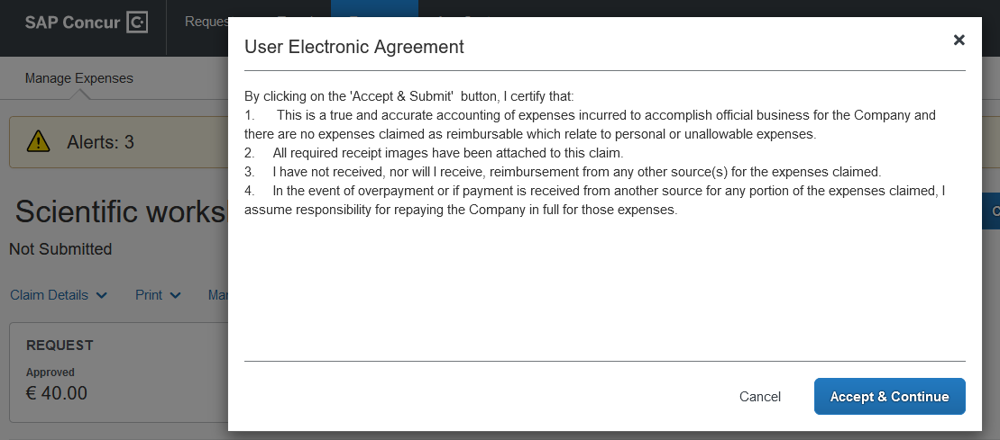 SAP Concur C.
User Electronic Agreement
By clicking on the 'Accept & Submit' button, I certify that:
1. This is a true and accurate accounting of expenses incurred to accomplish official business for the Company and
there are no expenses claimed as reimbursable which relate to personal or unallowable expenses.
2. All required receipt images have been attached to this claim.
3. I have not received, nor will I receive, reimbursement from any other source(s) for the expenses claimed.
4. In the event of overpayment or if payment is received from another source for any portion of the expenses claimed, I
assume responsibility for repaying the Company in full for those expenses.
Cancel
Accept & Continue
Manage Expenses
Alerts: 3
Scientific works
Not Submitted
Claim Details
Print
REQUEST
Approved
€ 40.00